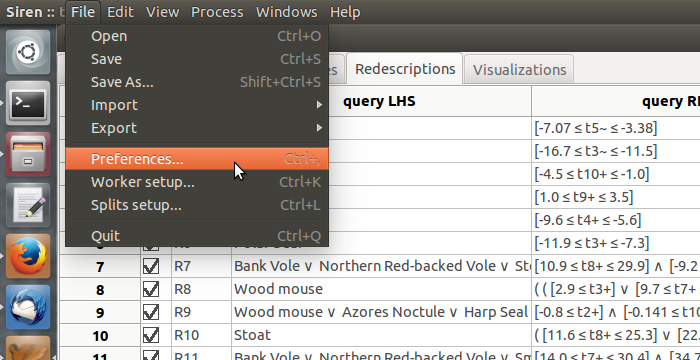 Siren :: File Edit View Process Windows Help
Open Ctrl+O
Save Ctrl+S
Save As... Shift+Ctrl+S
Import
Export
Preferences... Ctrl+,
Worker setup... Ctrl+K
Splits setup... Ctrl+L
Quit Ctrl+Q
Redescriptions Visualizations
query LHS query R
[-7.07 ≤ t5~ ≤ -3.38]
[-16.7 ≤ t3~ ≤ -11.5]
[-4.5 ≤ t10+ ≤ -1.0]
[1.0 ≤ t9+ ≤ 3.5]
[-9.6 ≤ t4+ ≤ -5.6]
[-11.9 ≤ t3+ ≤ -7.3]
7 R7 Bank Vole ∨ Northern Red-backed Vole ∨ Sto [10.9 ≤ t8+ ≤ 29.9] ∧ [-9.2
8 R8 Wood mouse ( ( [2.9 ≤ t3+] ∨ [9.7 ≤ t7+
9 R9 Wood mouse ∨ Azores Noctule ∨ Harp Seal [-0.8 ≤ t2+] ∧ [-0.141 ≤ t10
10 R10 Stoat ( [11.6 ≤ t8+ ≤ 25.3] ∨ [22.
11 R11 Bank Vole ∨ Northern Red-backed Vole ∨ Sm [14.0 ≤ t7+ ≤ 30.4] ∧ [34.7